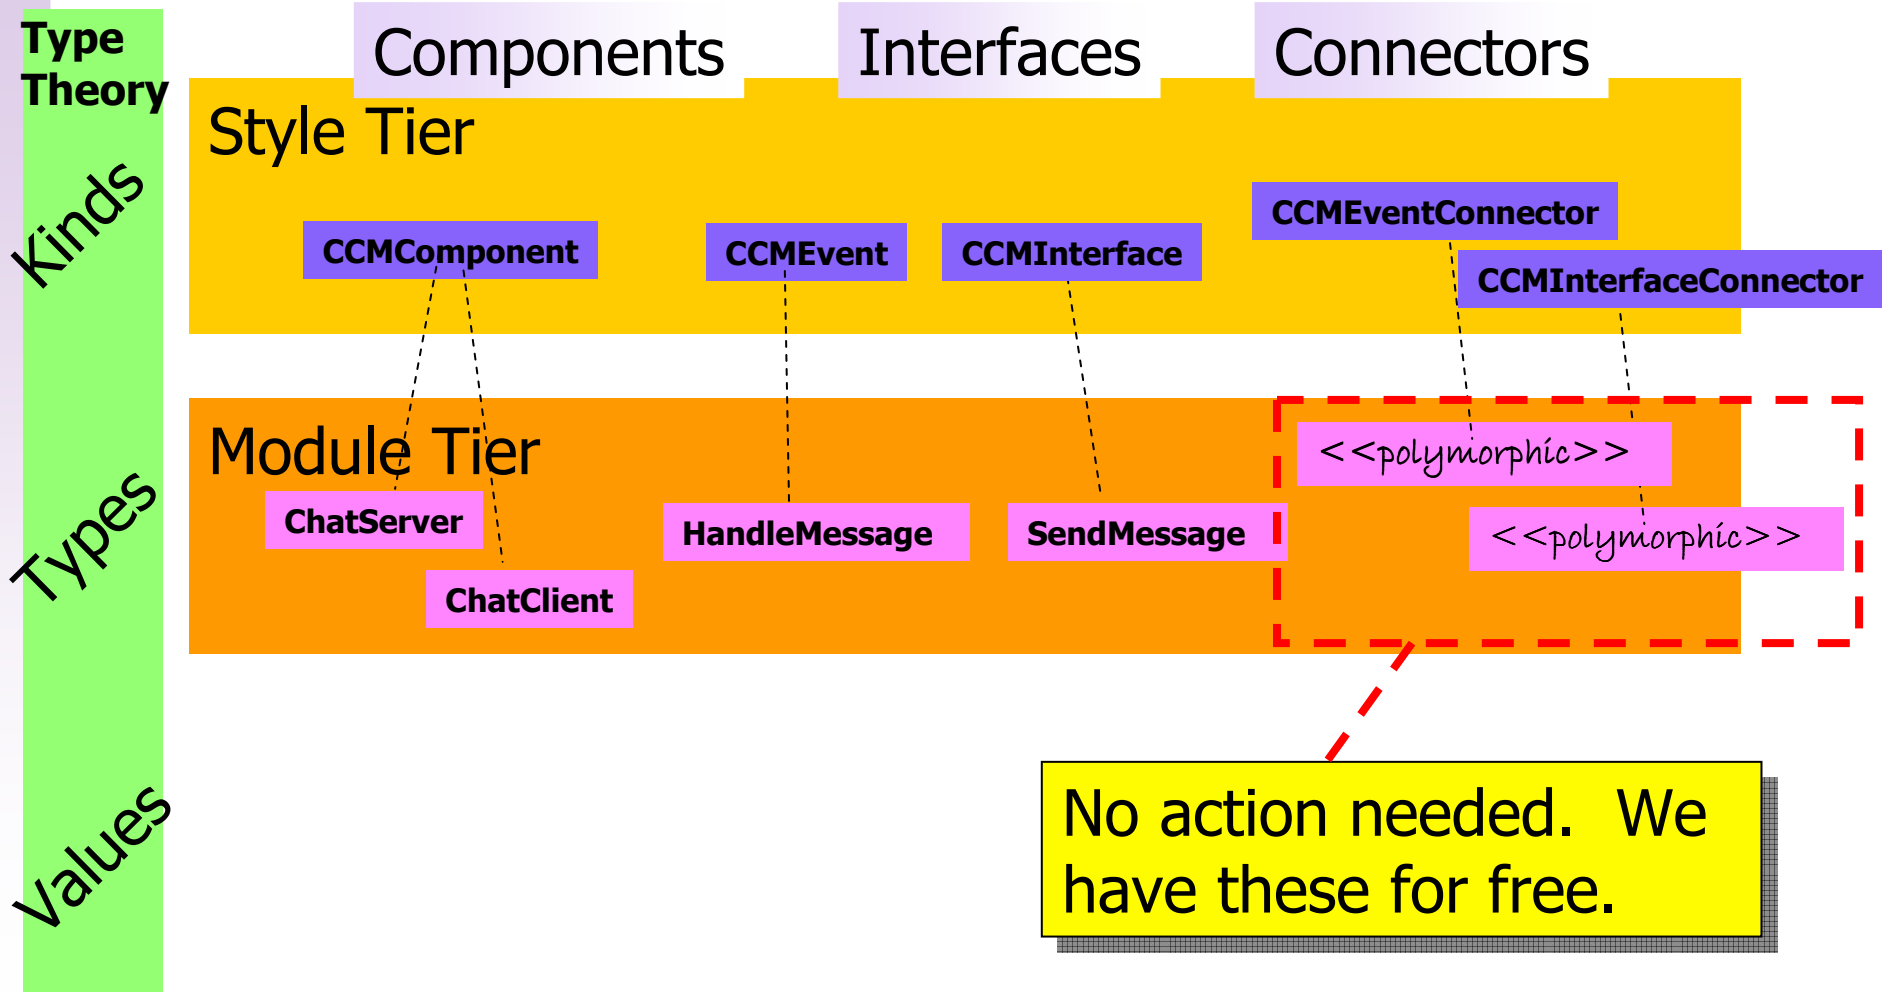 Type
Theory
Components
Interfaces
Connectors
Style Tier
Kinds
CCMComponent
CCMEvent
CCMInterface
CCMEventConnector
CCMInterfaceConnector
Module Tier
Types
ChatServer
ChatClient
HandleMessage
SendMessage
<<polymorphic>>
<<polymorphic>>
Values
No action needed.  We
have these for free.